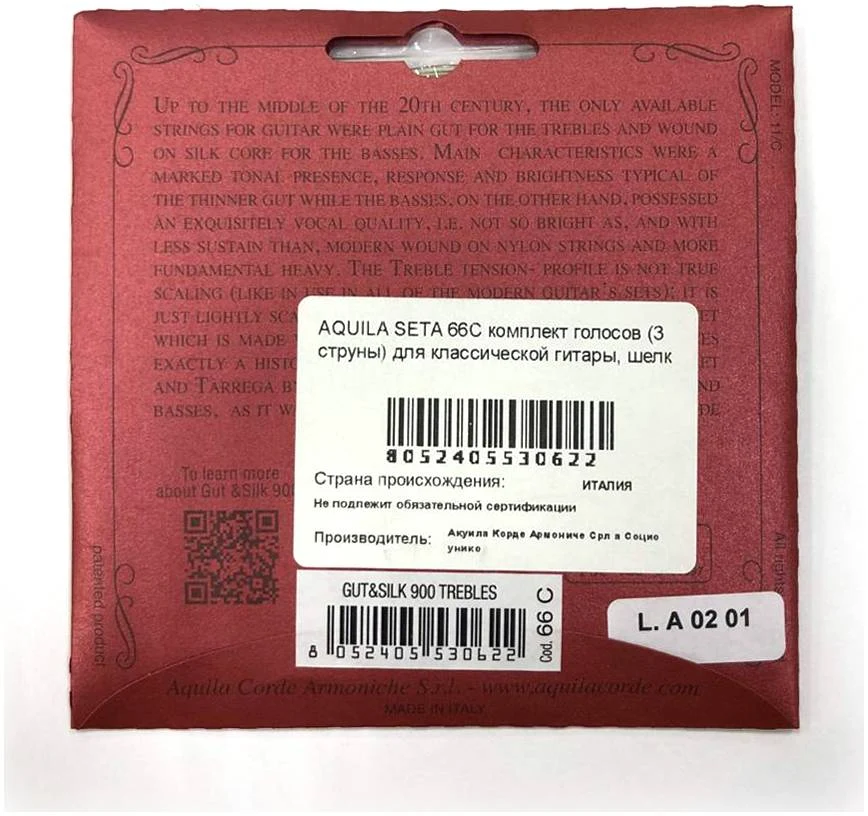 UP TO THE MIDDLE OF THE 20TH CENTURY, THE ONLY AVAILABLE
STRINGS FOR GUITAR WERE PLAIN GUT FOR THE TREBLES AND WOUND
ON SILK CORE FOR THE BASSES. MAIN CHARACTERISTICS WERE A
MARKED TONAL PRESENCE, RESPONSE AND BRIGHTNESS TYPICAL OF
THE THINNER GUT WHILE THE BASSES, ON THE OTHER HAND, POSSESSED
AN EXQUISITELY VOCAL QUALITY, I.E. NOT SO BRIGHT AS, AND WITH
LESS SUSTAIN THAN, MODERN WOUND ON NYLON STRINGS AND MORE
FUNDAMENTAL HEAVY. THE TREBLE TENSION- PROFILE IS NOT TRUE
SCALING (LIKE IN USE IN ALL OF THE MODERN GUITAR'S SETS): IT IS
JUST LIGHTLY
WHICH IS MADE
EXACTLY A
AND TÀRREGA
BASSES, AS IT
MODEL: 11/C
AQUILA SETA 66C комплект голосов (3
струны) для классической гитары, шелк
8052405530622
Страна происхождения: ИТАЛИЯ
Не подлежит обязательной сертификации
Производитель: Акуила Корде Армониче Срл а Социо
унико
To learn more
about Gut &Silk
patented product
GUT&SILK 900 TREBLES
8 052405 530622
Cod. 66 C
L. A 02 01
Aquila Corde Armoniche S.r.l. - www.aquilacorde.com
MADE IN ITALY